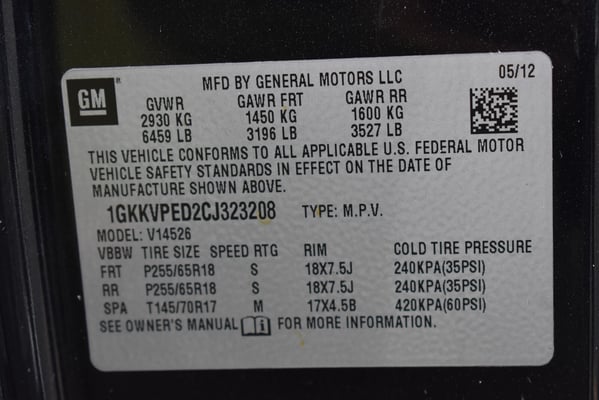 GM
MFD BY GENERAL MOTORS LLC 05/12
GVWR GAWR FRT GAWR RR
2930 KG 1450 KG 1600 KG
6459 LB 3196 LB 3527 LB
THIS VEHICLE CONFORMS TO ALL APPLICABLE U.S. FEDERAL MOTOR
VEHICLE SAFETY STANDARDS IN EFFECT ON THE DATE OF
MANUFACTURE SHOWN ABOVE.
1GKKVPED2CJ323208 TYPE: M.P.V.
MODEL: V14526
VBBW TIRE SIZE SPEED RTG RIM COLD TIRE PRESSURE
FRT P255/65R18 S 18X7.5J 240KPA(35PSI)
RR P255/65R18 S 18X7.5J 240KPA(35PSI)
SPA T145/70R17 M 17X4.5B 420KPA(60PSI)
SEE OWNER'S MANUAL FOR MORE INFORMATION.